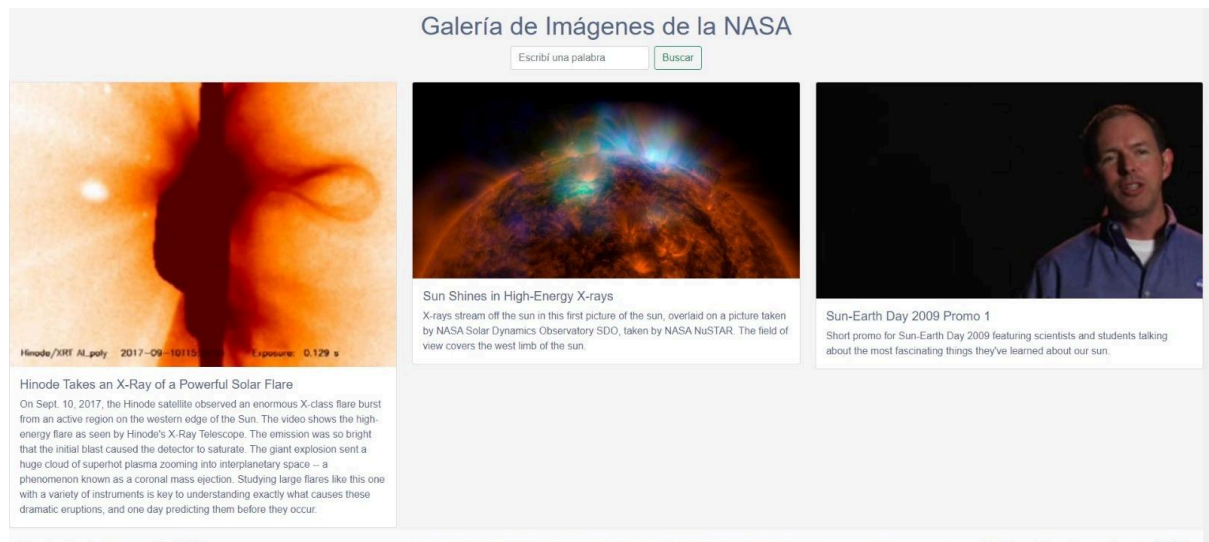 Galería de Imágenes de la NASA
Escribí una palabra
Buscar
Hinode/XRT Al_poly 2017-09-10T15 Exposure: 0.129 s
Hinode Takes an X-Ray of a Powerful Solar Flare
On Sept. 10, 2017, the Hinode satellite observed an enormous X-class flare burst
from an active region on the western edge of the Sun. The video shows the high-
energy flare as seen by Hinode's X-Ray Telescope. The emission was so bright
that the initial blast caused the detector to saturate. The giant explosion sent a
huge cloud of superhot plasma zooming into interplanetary space -- a
phenomenon known as a coronal mass ejection. Studying large flares like this one
with a variety of instruments is key to understanding exactly what causes these
dramatic eruptions, and one day predicting them before they occur.
Sun Shines in High-Energy X-rays
X-rays stream off the sun in this first picture of the sun, overlaid on a picture taken
by NASA Solar Dynamics Observatory SDO, taken by NASA NuSTAR. The field of
view covers the west limb of the sun.
Sun-Earth Day 2009 Promo 1
Short promo for Sun-Earth Day 2009 featuring scientists and students talking
about the most fascinating things they've learned about our sun.